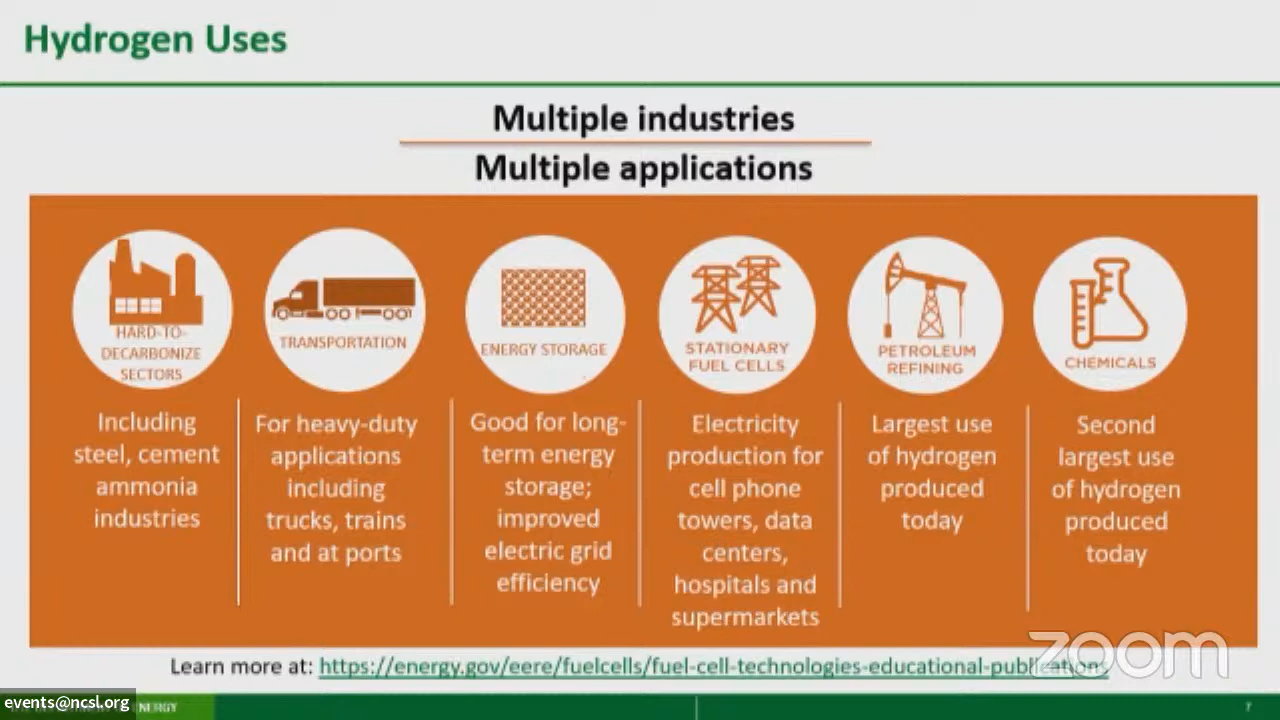 Hydrogen Uses
Multiple industries
Multiple applications
HARD-TO-
DECARBONIZE
SECTORS
Including
steel, cement
ammonia
industries
TRANSPORTATION
For heavy-duty
applications
including
trucks, trains
and at ports
ENERGY STORAGE
Good for long-
term energy
storage;
improved
electric grid
efficiency
STATIONARY
FUEL CELLS
Electricity
production for
cell phone
towers, data
centers,
hospitals and
supermarkets
PETROLEUM
REFINING
Largest use
of hydrogen
produced
today
CHEMICALS
Second
largest use
of hydrogen
produced
today
zoom
Learn more at: https://energy.gov/eere/fuelcells/fuel-cell-technologies-educational-publications
events@ncsl.org
ENERGY
7